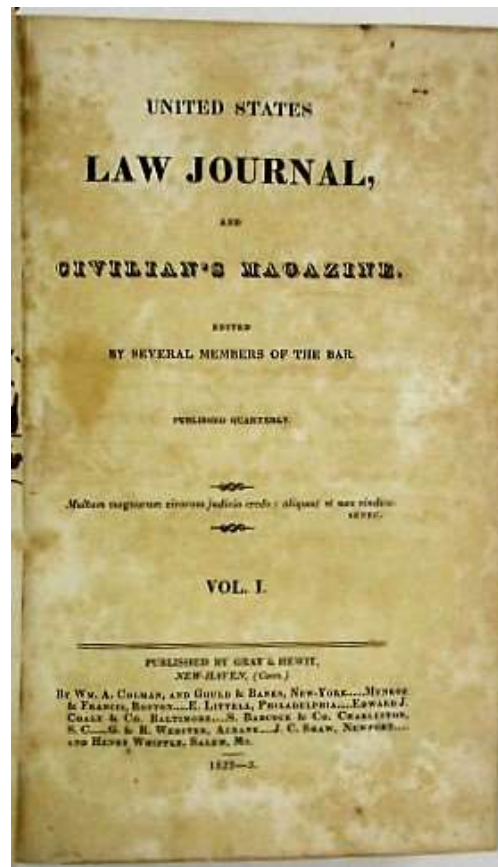 UNITED STATES
LAW JOURNAL,
AND
CIVILIAN'S MAGAZINE.
EDITED
BY SEVERAL MEMBERS OF THE BAR.
PUBLISHED QUARTERLY.
Multum magnorum virorum judicio credo: aliquot et
SENEC.
VOL. I.
PUBLISHED BY GRAY & HEWIT,
NEW-HAVEN, (Conn.)
BY WM. A. COLMAN, AND GOULD & BANKS, NEW-YORK....MUNROE
& FRANCIS, BOSTON....E. LITTELL, PHILADELPHIA....EDWARD J.
COALE & CO. BALTIMORE....S. BABCOCK & CO. CHARLESTON,
S. C.....G. & R. WEBSTER, ALBANY....J. C. SHAW, NEWPORT....
AND HENRY WHIPPLE, SALEM, MS.
1822—3.